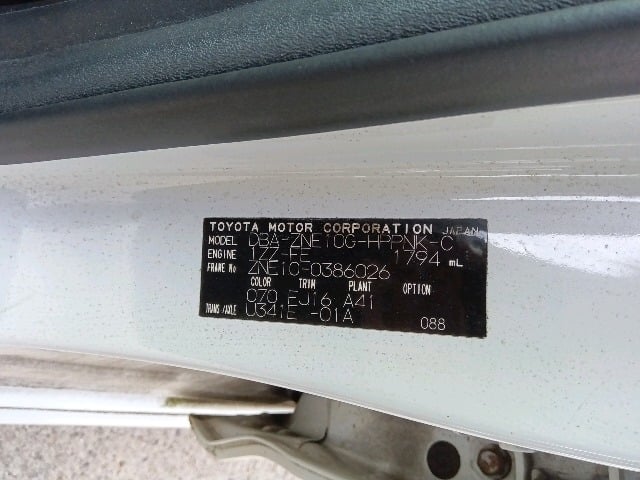 TOYOTA MOTOR CORPORATION JAPAN
MODEL DBA-ZNE10G-HPPNK-C
ENGINE 1ZZ-FE 1794 mL
FRAME No ZNE10-0386026
COLOR TRIM PLANT OPTION
070 EJ16 A41
TRANS/AXLE U341E -01A
088